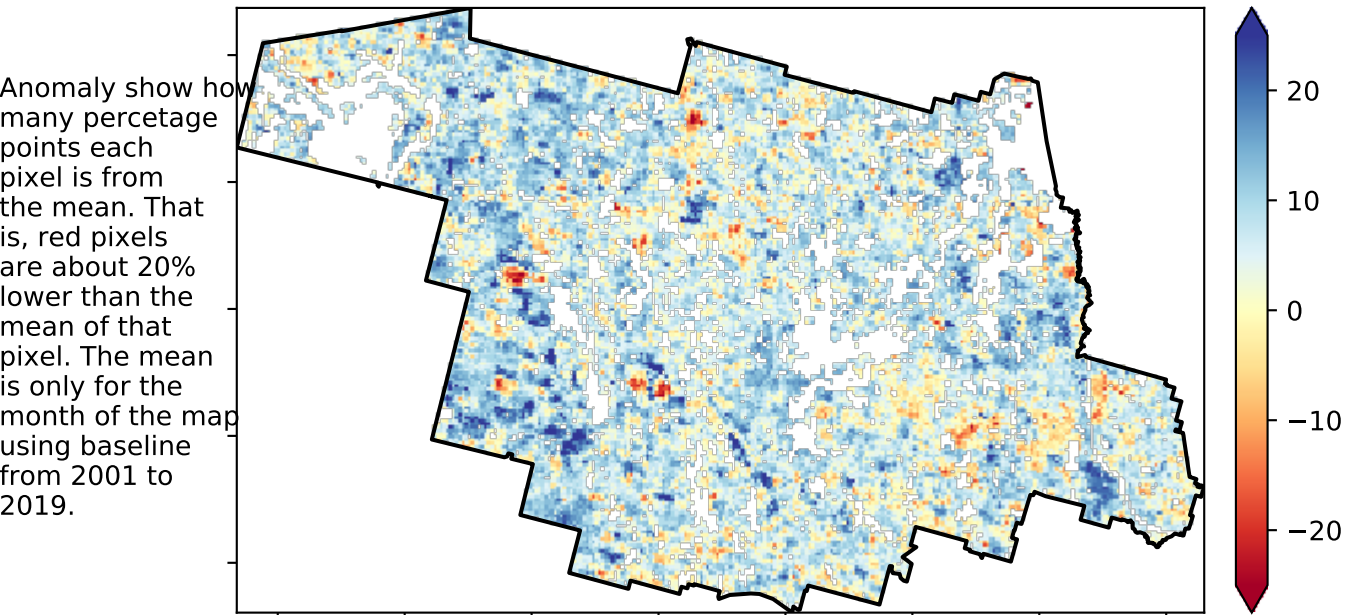 Anomaly show how
many percetage
points each
pixel is from
the mean. That
is, red pixels
are about 20%
lower than the
mean of that
pixel. The mean
is only for the
month of the map
using baseline
from 2001 to
2019.
20
10
0
−10
−20